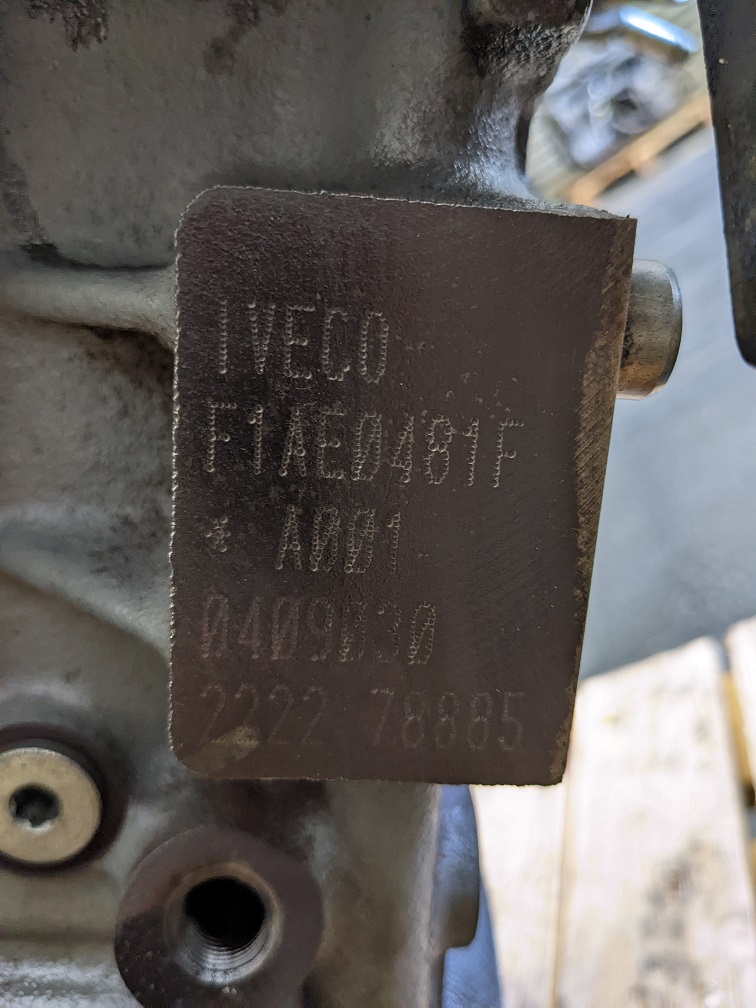 IVECO
F1AE0481F
* A001
0409030
2222 78885